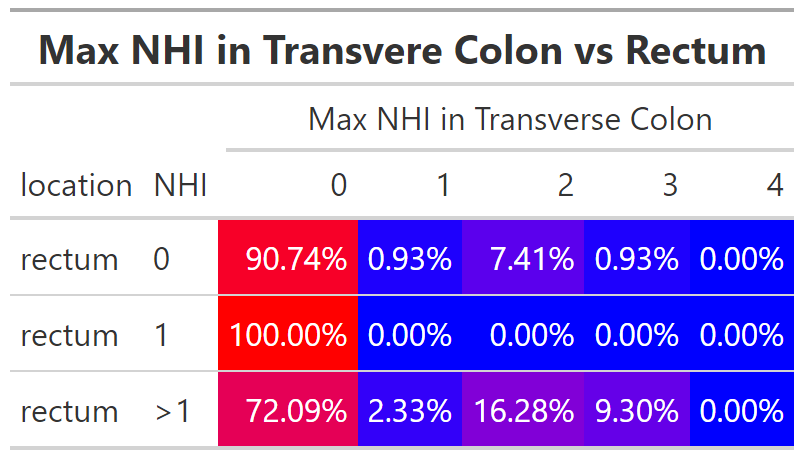 Max NHI in Transvere Colon vs Rectum
Max NHI in Transverse Colon
location NHI 0 1 2 3 4
rectum 0 90.74% 0.93% 7.41% 0.93% 0.00%
rectum 1 100.00% 0.00% 0.00% 0.00% 0.00%
rectum >1 72.09% 2.33% 16.28% 9.30% 0.00%